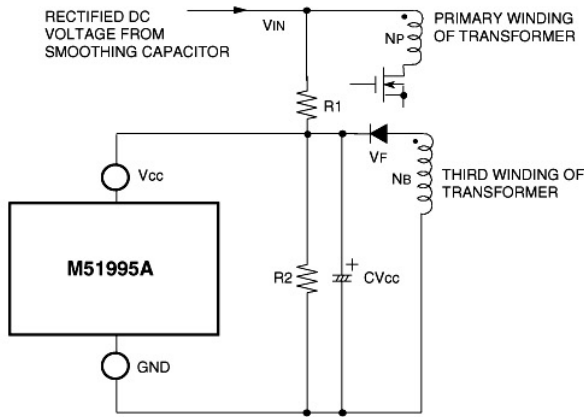 RECTIFIED DC
VOLTAGE FROM
SMOOTHING CAPACITOR
VIN
PRIMARY WINDING
OF TRANSFORMER
NP
R1
VF
Vcc
NB
THIRD WINDING OF
TRANSFORMER
M51995A
R2
+
CVcc
GND